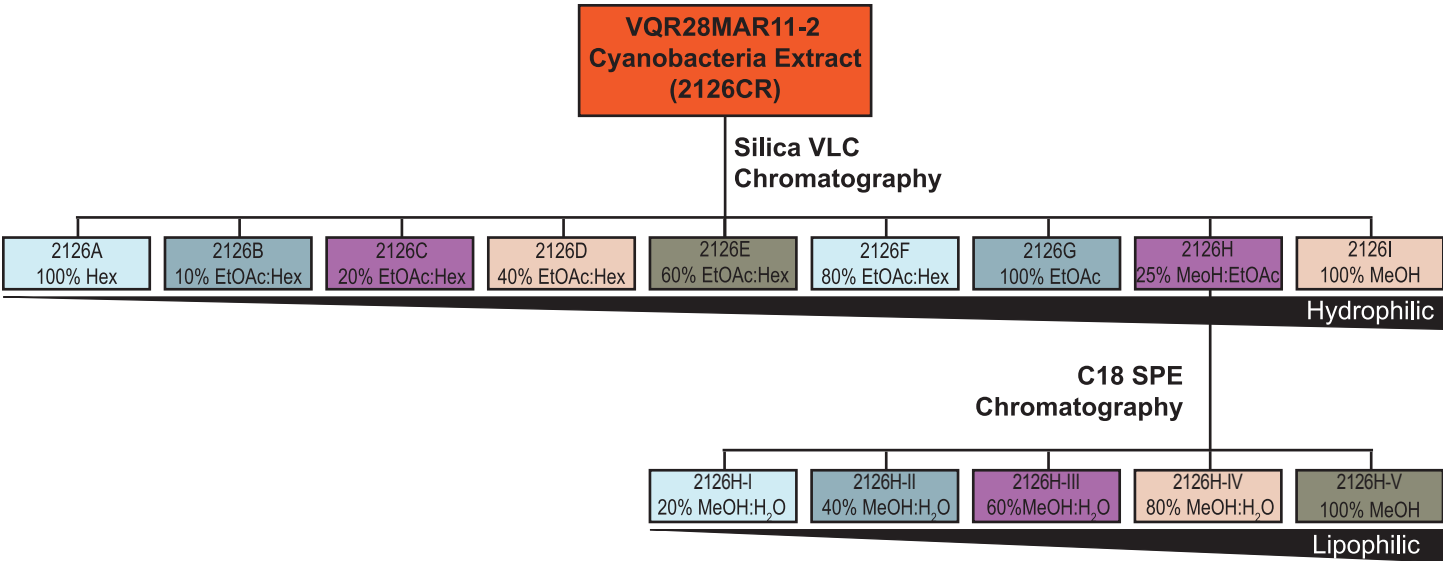 VQR28MAR11-2
Cyanobacteria Extract
(2126CR)
Silica VLC
Chromatography
2126A
100% Hex
2126B
10% EtOAc:Hex
2126C
20% EtOAc:Hex
2126D
40% EtOAc:Hex
2126E
60% EtOAc:Hex
2126F
80% EtOAc:Hex
2126G
100% EtOAc
2126H
25% MeoH:EtOAc
2126I
100% MeOH
Hydrophilic
C18 SPE
Chromatography
2126H-I
20% MeOH:H₂O
2126H-II
40% MeOH:H₂O
2126H-III
60%MeOH:H₂O
2126H-IV
80% MeOH:H₂O
2126H-V
100% MeOH
Lipophilic